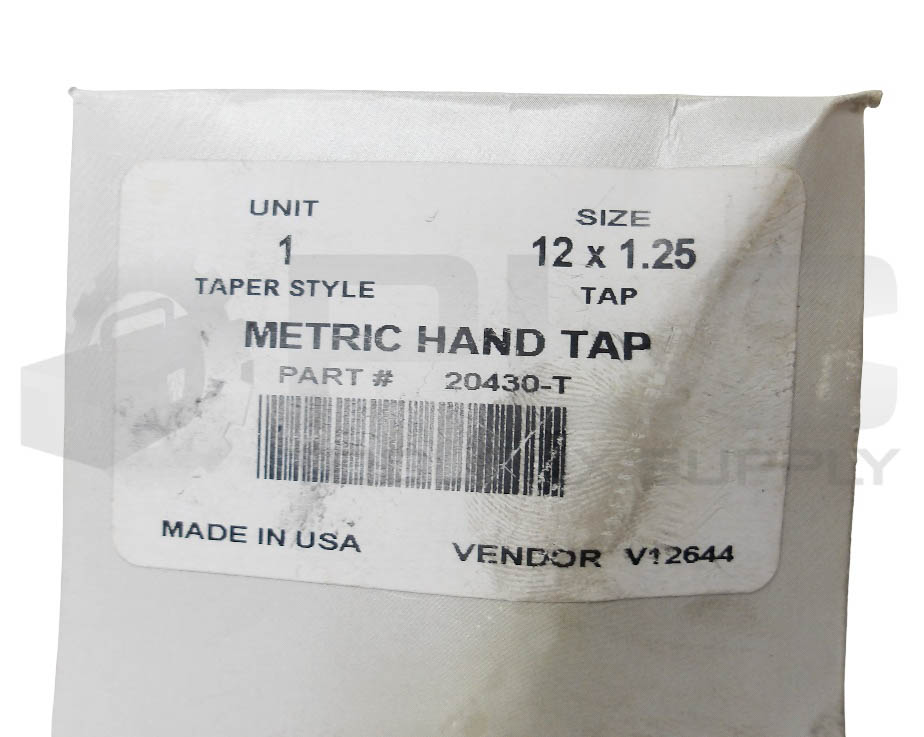 UNIT SIZE
1 12 x 1.25
TAPER STYLE TAP
METRIC HAND TAP
PART # 20430-T
MADE IN USA VENDOR V12644